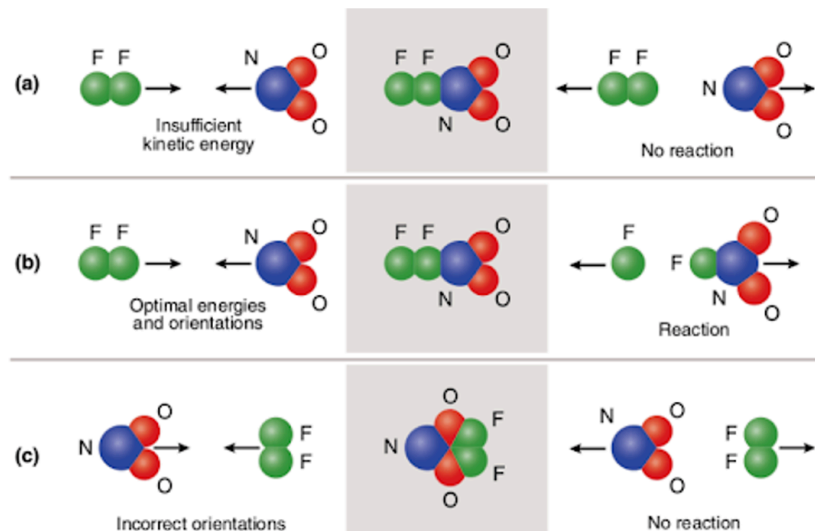 F F N O F F O F F O
(a)
N
O N O O
Insufficient
kinetic energy
No reaction
F F N O F F O F O
(b)
F
O N O N O
Optimal energies
and orientations
Reaction
O O F N O
(c) N F N F
F F F
O O O
Incorrect orientations No reaction